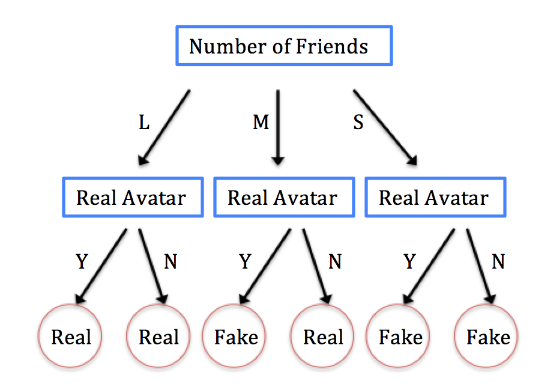 Number of Friends
L M S
Real Avatar Real Avatar Real Avatar
Y N Y N Y N
Real Real Fake Real Fake Fake